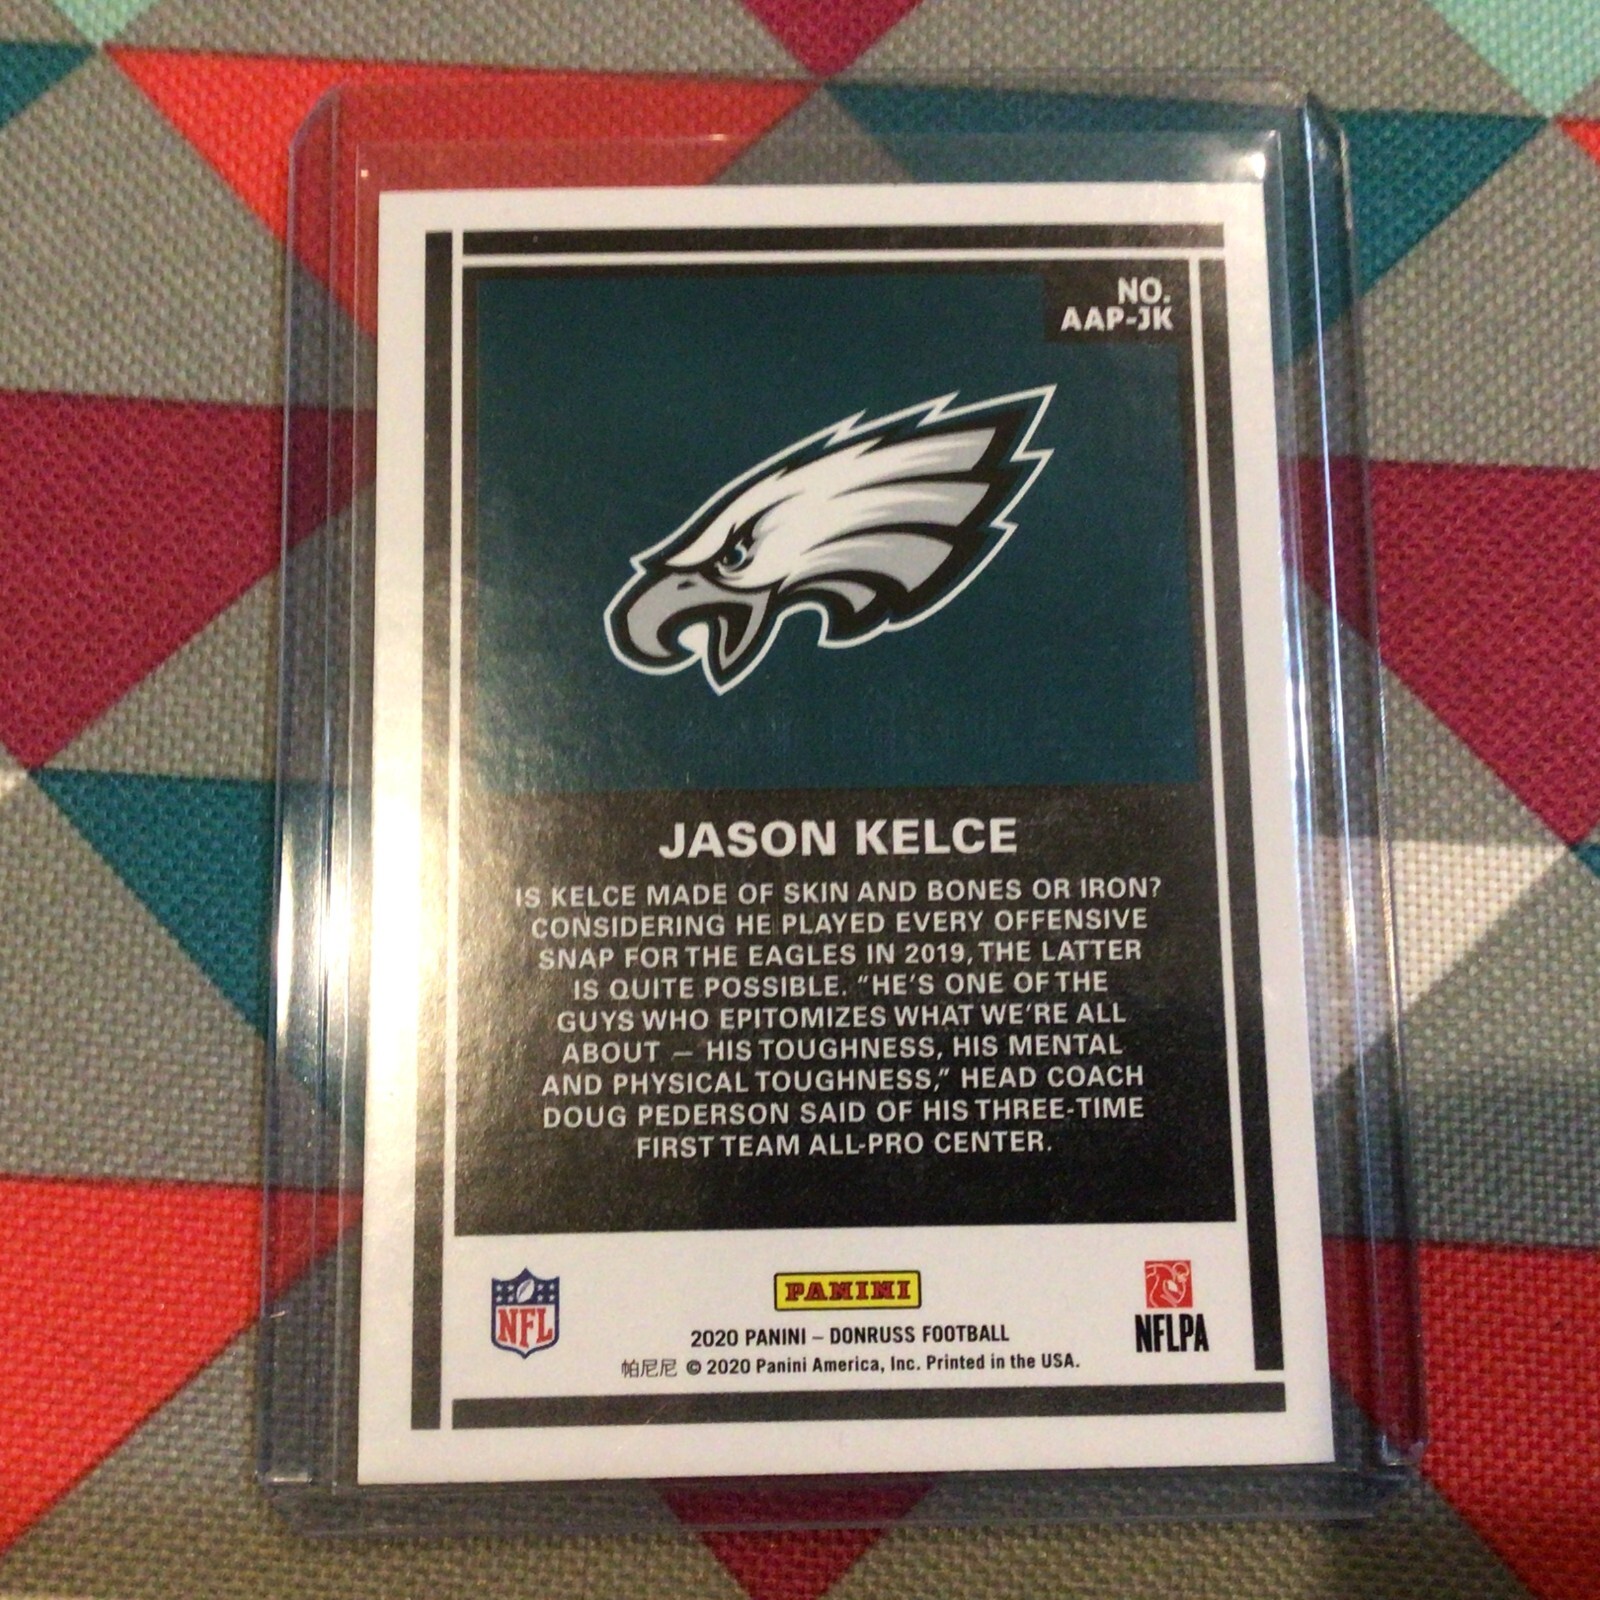 NO.
AAP-JK
JASON KELCE
IS KELCE MADE OF SKIN AND BONES OR IRON?
CONSIDERING HE PLAYED EVERY OFFENSIVE
SNAP FOR THE EAGLES IN 2019, THE LATTER
IS QUITE POSSIBLE. "HE'S ONE OF THE
GUYS WHO EPITOMIZES WHAT WE'RE ALL
ABOUT — HIS TOUGHNESS, HIS MENTAL
AND PHYSICAL TOUGHNESS," HEAD COACH
DOUG PEDERSON SAID OF HIS THREE-TIME
FIRST TEAM ALL-PRO CENTER.
NFL
PANINI
NFLPA
2020 PANINI – DONRUSS FOOTBALL
帕尼尼 © 2020 Panini America, Inc. Printed in the USA.